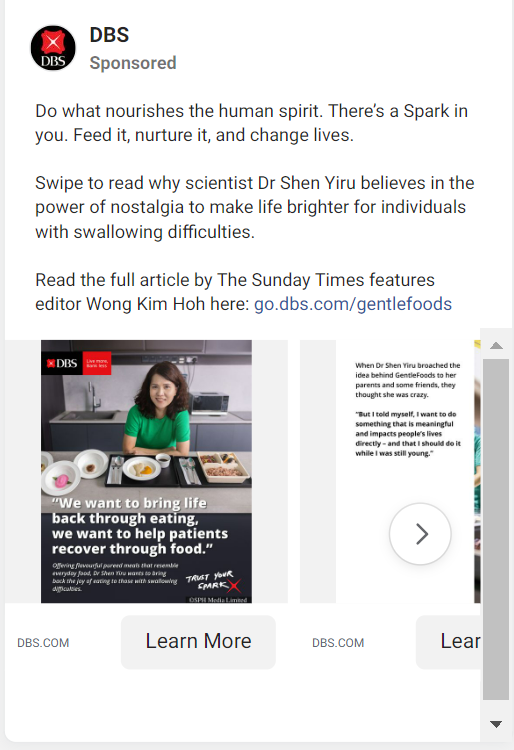 DBS
DBS
Sponsored
Do what nourishes the human spirit. There's a Spark in
you. Feed it, nurture it, and change lives.
Swipe to read why scientist Dr Shen Yiru believes in the
power of nostalgia to make life brighter for individuals
with swallowing difficulties.
Read the full article by The Sunday Times features
editor Wong Kim Hoh here: go.dbs.com/gentlefoods
DBS
Live more,
Bank less
"We want to bring life
back through eating,
we want to help patients
recover through food."
Offering flavourful pureed meals that resemble
everyday food, Dr Shen Yiru wants to bring
back the joy of eating to those with swallowing
difficulties.
TRUST YOUR
SPARK
©SPH Media Limited
When Dr Shen Yiru broached the
idea behind GentleFoods to her
parents and some friends, they
thought she was crazy.
"But I told myself, I want to do
something that is meaningful
and impacts people's lives
directly – and that I should do it
while I was still young."
DBS.COM
Learn More
DBS.COM
Lear